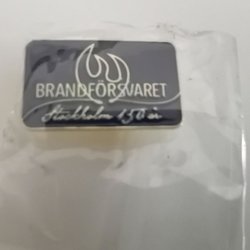 BRANDFÖRSVARET
Stockholm 150 år